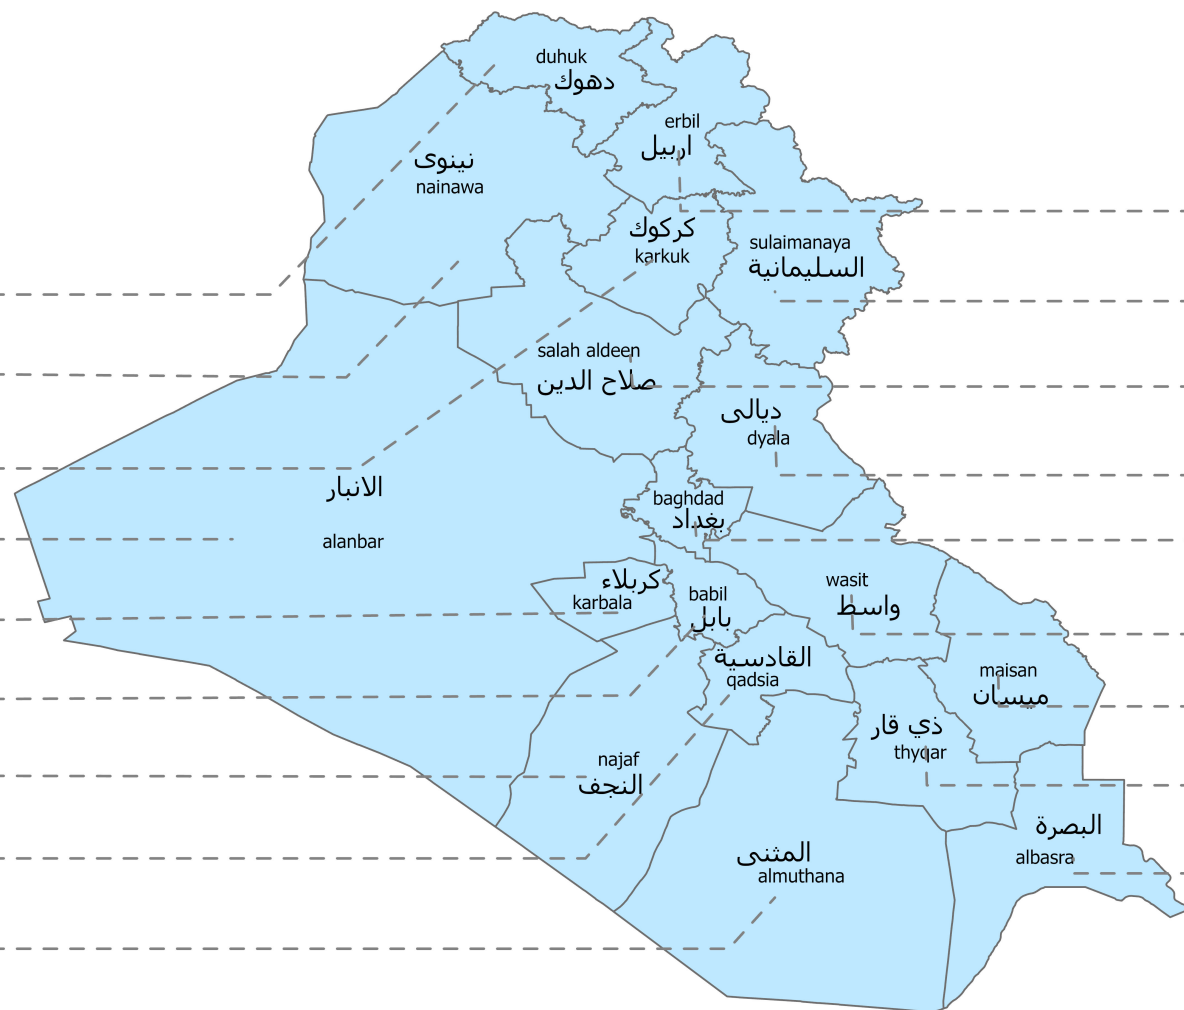 duhuk
دهوك
erbil
اربيل
نينوى
nainawa
كركوك
karkuk
sulaimanaya
السليمانية
salah aldeen
صلاح الدين
ديالى
dyala
الانبار
alanbar
baghdad
بغداد
كربلاء
karbala
babil
بابل
wasit
واسط
القادسية
qadsia
maisan
ميسان
ذي قار
thyqar
najaf
النجف
البصرة
albasra
المثنى
almuthana